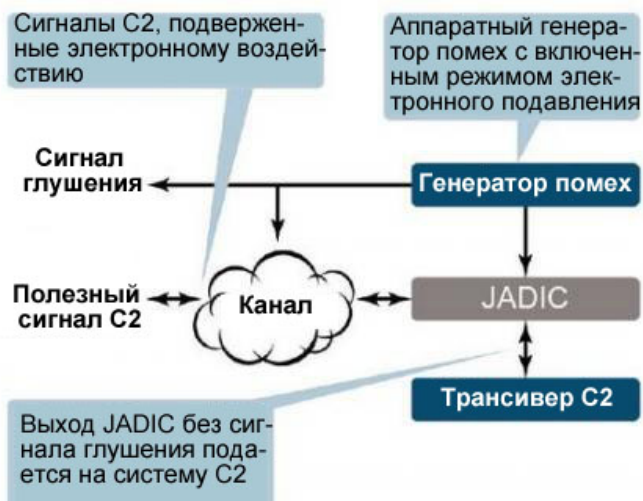 Сигналы С2, подвержен-
ные электронному воздей-
ствию
Аппаратный генера-
тор помех с включен-
ным режимом элек-
тронного подавления
Сигнал
глушения
Генератор помех
Полезный
сигнал С2
Канал
JADIC
Трансивер С2
Выход JADIC без сиг-
нала глушения пода-
ется на систему С2